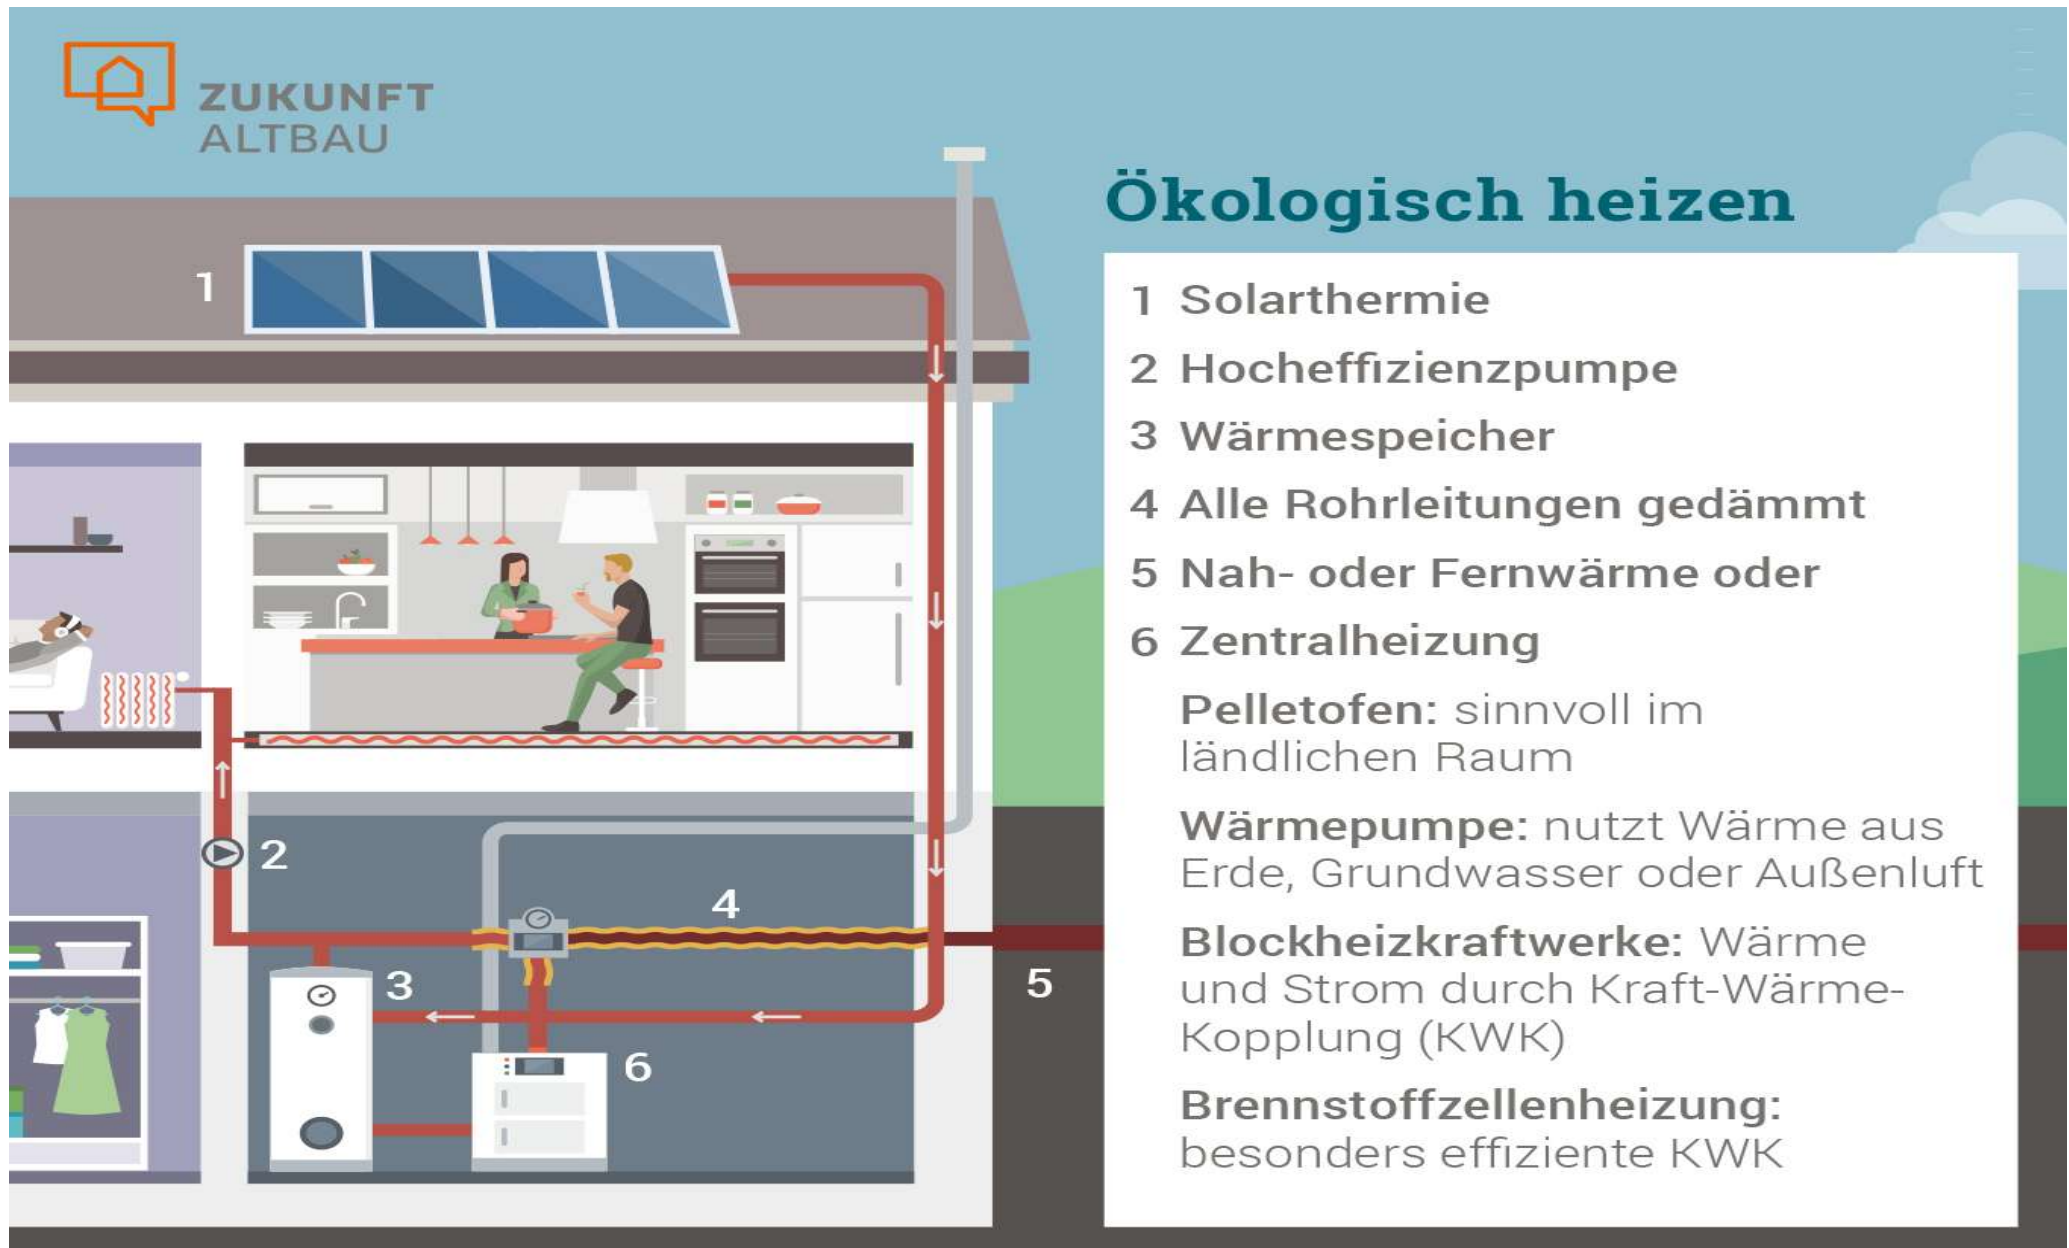 ZUKUNFT
ALTBAU
Ökologisch heizen
1 Solarthermie
2 Hocheffizienzpumpe
3 Wärmespeicher
4 Alle Rohrleitungen gedämmt
5 Nah- oder Fernwärme oder
6 Zentralheizung
Pelletofen: sinnvoll im
ländlichen Raum
Wärmepumpe: nutzt Wärme aus
Erde, Grundwasser oder Außenluft
Blockheizkraftwerke: Wärme
und Strom durch Kraft-Wärme-
Kopplung (KWK)
Brennstoffzellenheizung:
besonders effiziente KWK
1
2
4
3
5
6